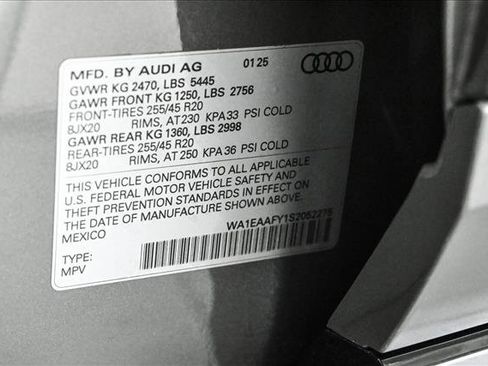 MFD. BY AUDI AG 01 25
GVWR KG 2470, LBS 5445
GAWR FRONT KG 1250, LBS 2756
FRONT-TIRES 255/45 R20
8JX20 RIMS, AT 230 KPA 33 PSI COLD
GAWR REAR KG 1360, LBS 2998
REAR-TIRES 255/45 R20
8JX20 RIMS, AT 250 KPA 36 PSI COLD
THIS VEHICLE CONFORMS TO ALL APPLICABLE
U.S. FEDERAL MOTOR VEHICLE SAFETY AND
THEFT PREVENTION STANDARDS IN EFFECT ON
THE DATE OF MANUFACTURE SHOWN ABOVE.
MEXICO
WA1EAAFY1S2052275
TYPE:
MPV